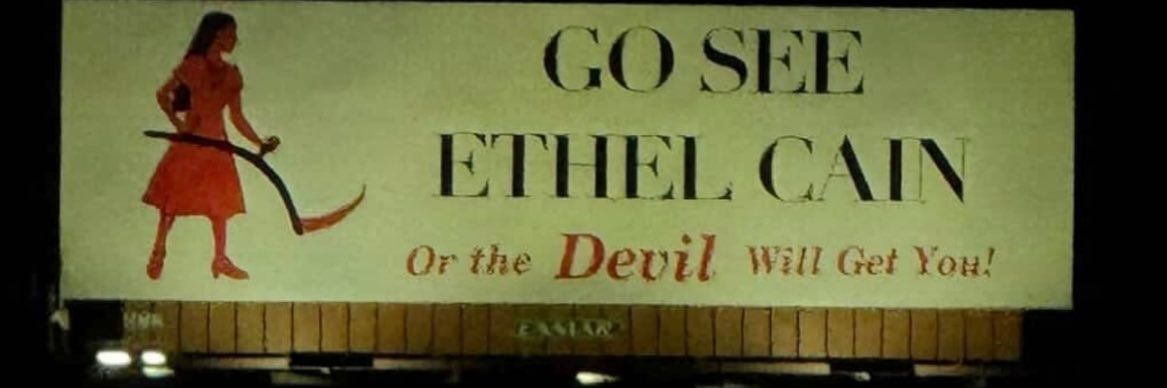 GO SEE
ETHEL CAIN
Or the Devil Will Get You!